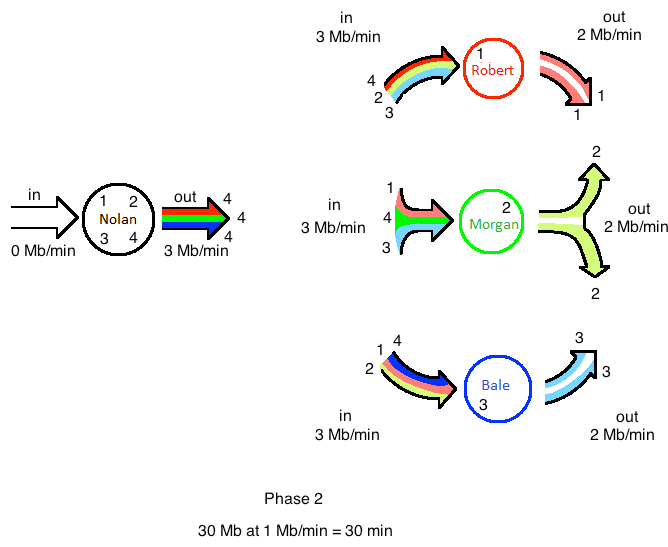 in
3 Mb/min
out
2 Mb/min
4
2
3
1
Robert
1
1
in
0 Mb/min
1 2
Nolan
3 4
out
3 Mb/min
4
4
4
in
3 Mb/min
1
4
3
2
Morgan
2
out
2 Mb/min
2
4
1
2
in
3 Mb/min
Bale
3
3
3
out
2 Mb/min
Phase 2
30 Mb at 1 Mb/min = 30 min